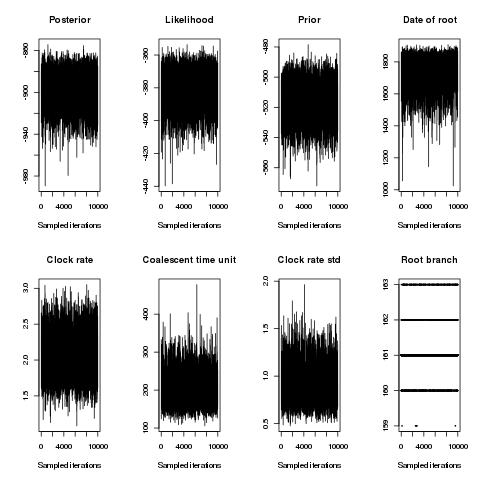 Posterior
Likelihood
Prior
Date of root
-860
-900
-940
-980
-360
-380
-400
-420
-440
-480
-500
-520
-540
-560
1800
1600
1400
1200
1000
0 4000 10000
0 4000 10000
0 4000 10000
0 4000 10000
Sampled iterations
Sampled iterations
Sampled iterations
Sampled iterations
Clock rate
Coalescent time unit
Clock rate std
Root branch
3.0
2.5
2.0
1.5
400
300
200
100
2.0
1.5
1.0
0.5
163
162
161
160
159
0 4000 10000
0 4000 10000
0 4000 10000
0 4000 10000
Sampled iterations
Sampled iterations
Sampled iterations
Sampled iterations